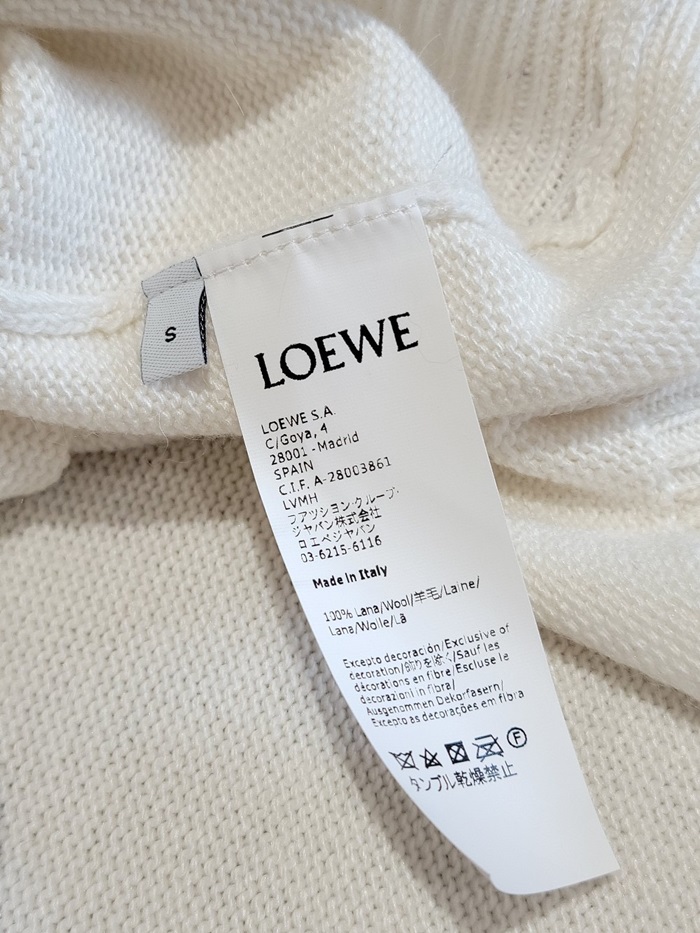 S
LOEWE
LOEWE S.A.
C/Goya, 4
28001 - Madrid
SPAIN
C.I.F. A-28003861
LVMH
ファッション・グループ・
ジャパン株式会社
ロエベジャパン
03-6215-6116
Made in Italy
100% Lana/Wool/羊毛/Laine/
Lana/Wolle/Lã
Excepto decoración/Exclusive of
decoration/飾りを除く/Sauf les
décorations en fibre/Escluse le
decorazioni in fibra/
Ausgenommen Dekorfasern/
Excepto as decorações em fibra
F
タンブル乾燥禁止